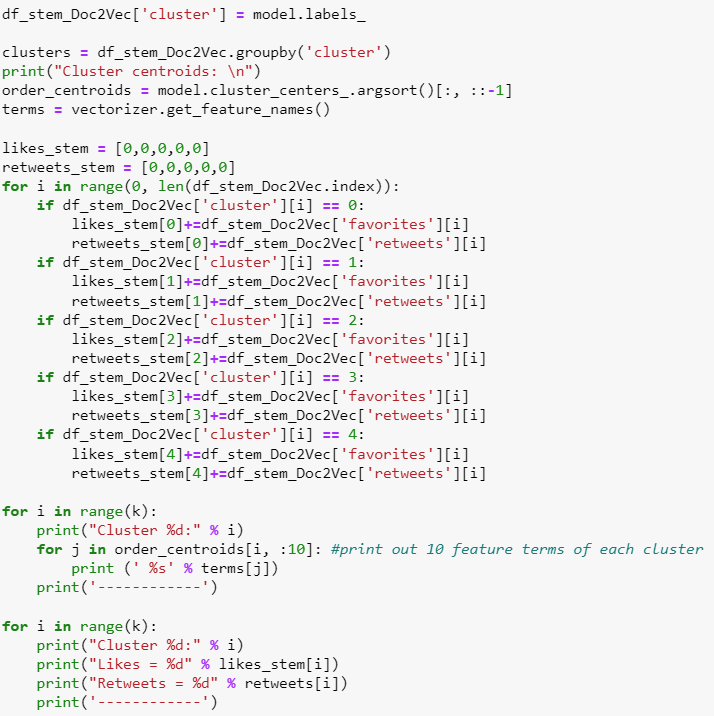 df_stem_Doc2Vec['cluster'] = model.labels_
clusters = df_stem_Doc2Vec.groupby('cluster')
print("Cluster centroids: \n")
order_centroids = model.cluster_centers_.argsort()[:, ::-1]
terms = vectorizer.get_feature_names()
likes_stem = [0,0,0,0,0]
retweets_stem = [0,0,0,0,0]
for i in range(0, len(df_stem_Doc2Vec.index)):
    if df_stem_Doc2Vec['cluster'][i] == 0:
        likes_stem[0]+=df_stem_Doc2Vec['favorites'][i]
        retweets_stem[0]+=df_stem_Doc2Vec['retweets'][i]
    if df_stem_Doc2Vec['cluster'][i] == 1:
        likes_stem[1]+=df_stem_Doc2Vec['favorites'][i]
        retweets_stem[1]+=df_stem_Doc2Vec['retweets'][i]
    if df_stem_Doc2Vec['cluster'][i] == 2:
        likes_stem[2]+=df_stem_Doc2Vec['favorites'][i]
        retweets_stem[2]+=df_stem_Doc2Vec['retweets'][i]
    if df_stem_Doc2Vec['cluster'][i] == 3:
        likes_stem[3]+=df_stem_Doc2Vec['favorites'][i]
        retweets_stem[3]+=df_stem_Doc2Vec['retweets'][i]
    if df_stem_Doc2Vec['cluster'][i] == 4:
        likes_stem[4]+=df_stem_Doc2Vec['favorites'][i]
        retweets_stem[4]+=df_stem_Doc2Vec['retweets'][i]
for i in range(k):
    print("Cluster %d:" % i)
    for j in order_centroids[i, :10]: #print out 10 feature terms of each cluster
        print (' %s' % terms[j])
    print('------------')
for i in range(k):
    print("Cluster %d:" % i)
    print("Likes = %d" % likes_stem[i])
    print("Retweets = %d" % retweets[i])
    print('------------')